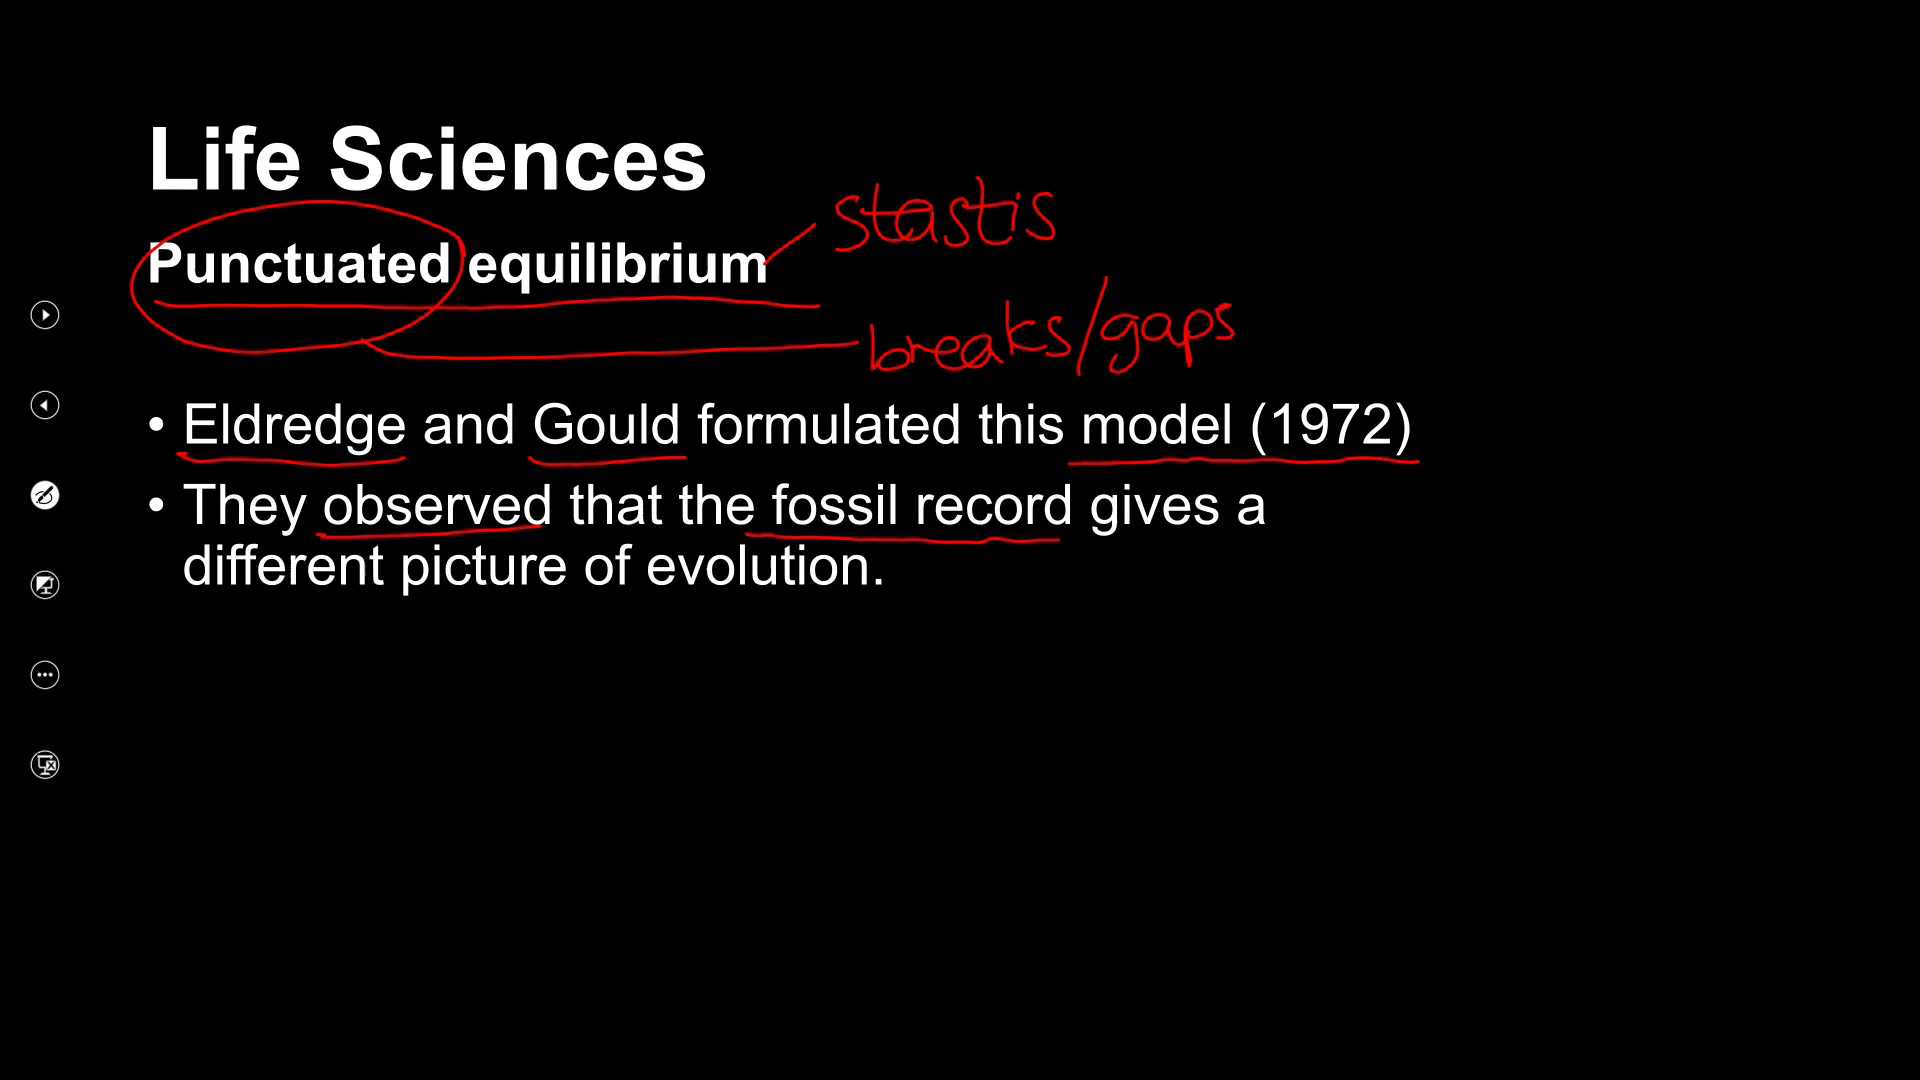 Life Sciences
stastis
Punctuated equilibrium
breaks/gaps
• Eldredge and Gould formulated this model (1972)
• They observed that the fossil record gives a
different picture of evolution.